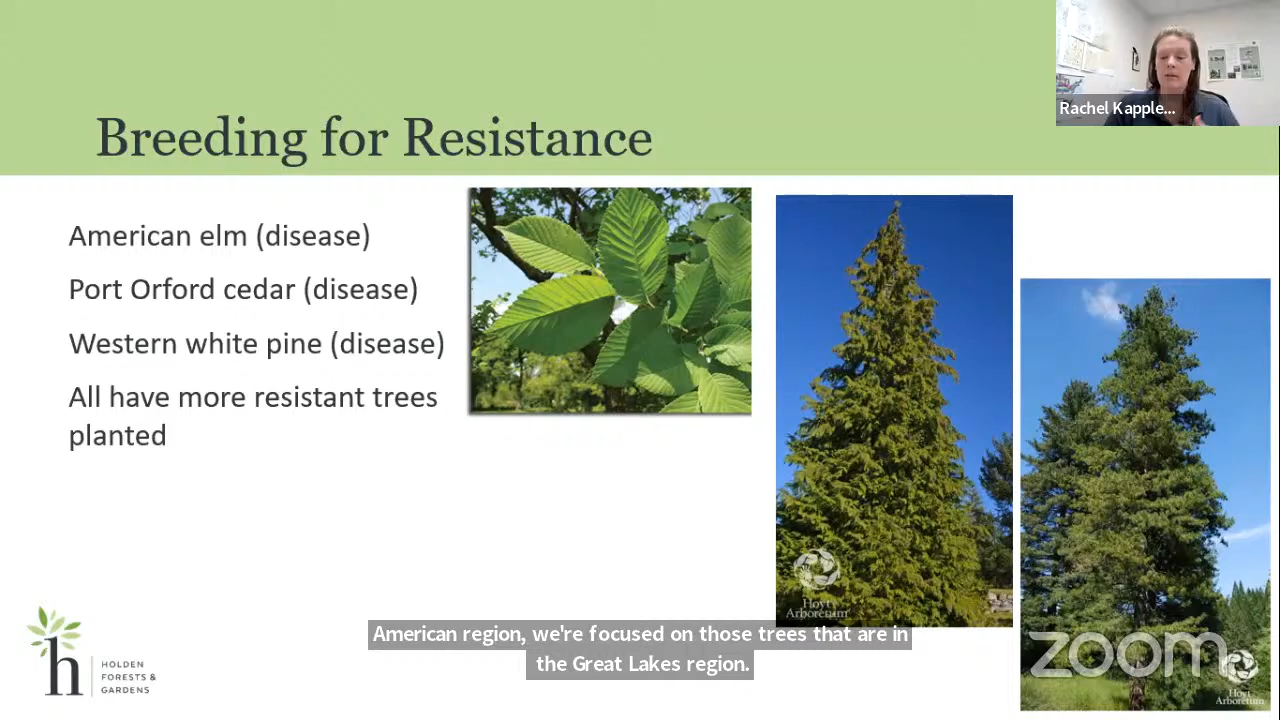 Rachel Kapple...
Breeding for Resistance
American elm (disease)
Port Orford cedar (disease)
Western white pine (disease)
All have more resistant trees
planted
Hoyt
Arboretum
Hoyt
Arboretum
zoom
American region, we're focused on those trees that are in
the Great Lakes region.
h
HOLDEN
FORESTS &
GARDENS